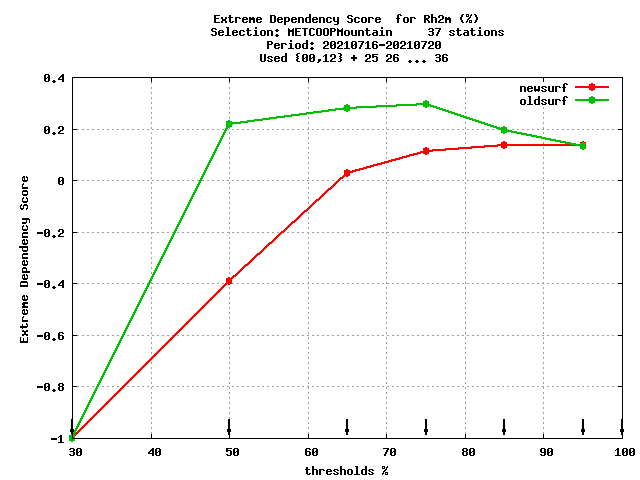 Extreme Dependency Score  for Rh2m (%)
Selection: METCOOPMountain     37 stations
Period: 20210716-20210720
Used {00,12} + 25 26 ... 36
newsurf
oldsurf
Extreme Dependency Score
0.4
0.2
0
-0.2
-0.4
-0.6
-0.8
-1
30 40 50 60 70 80 90 100
thresholds %